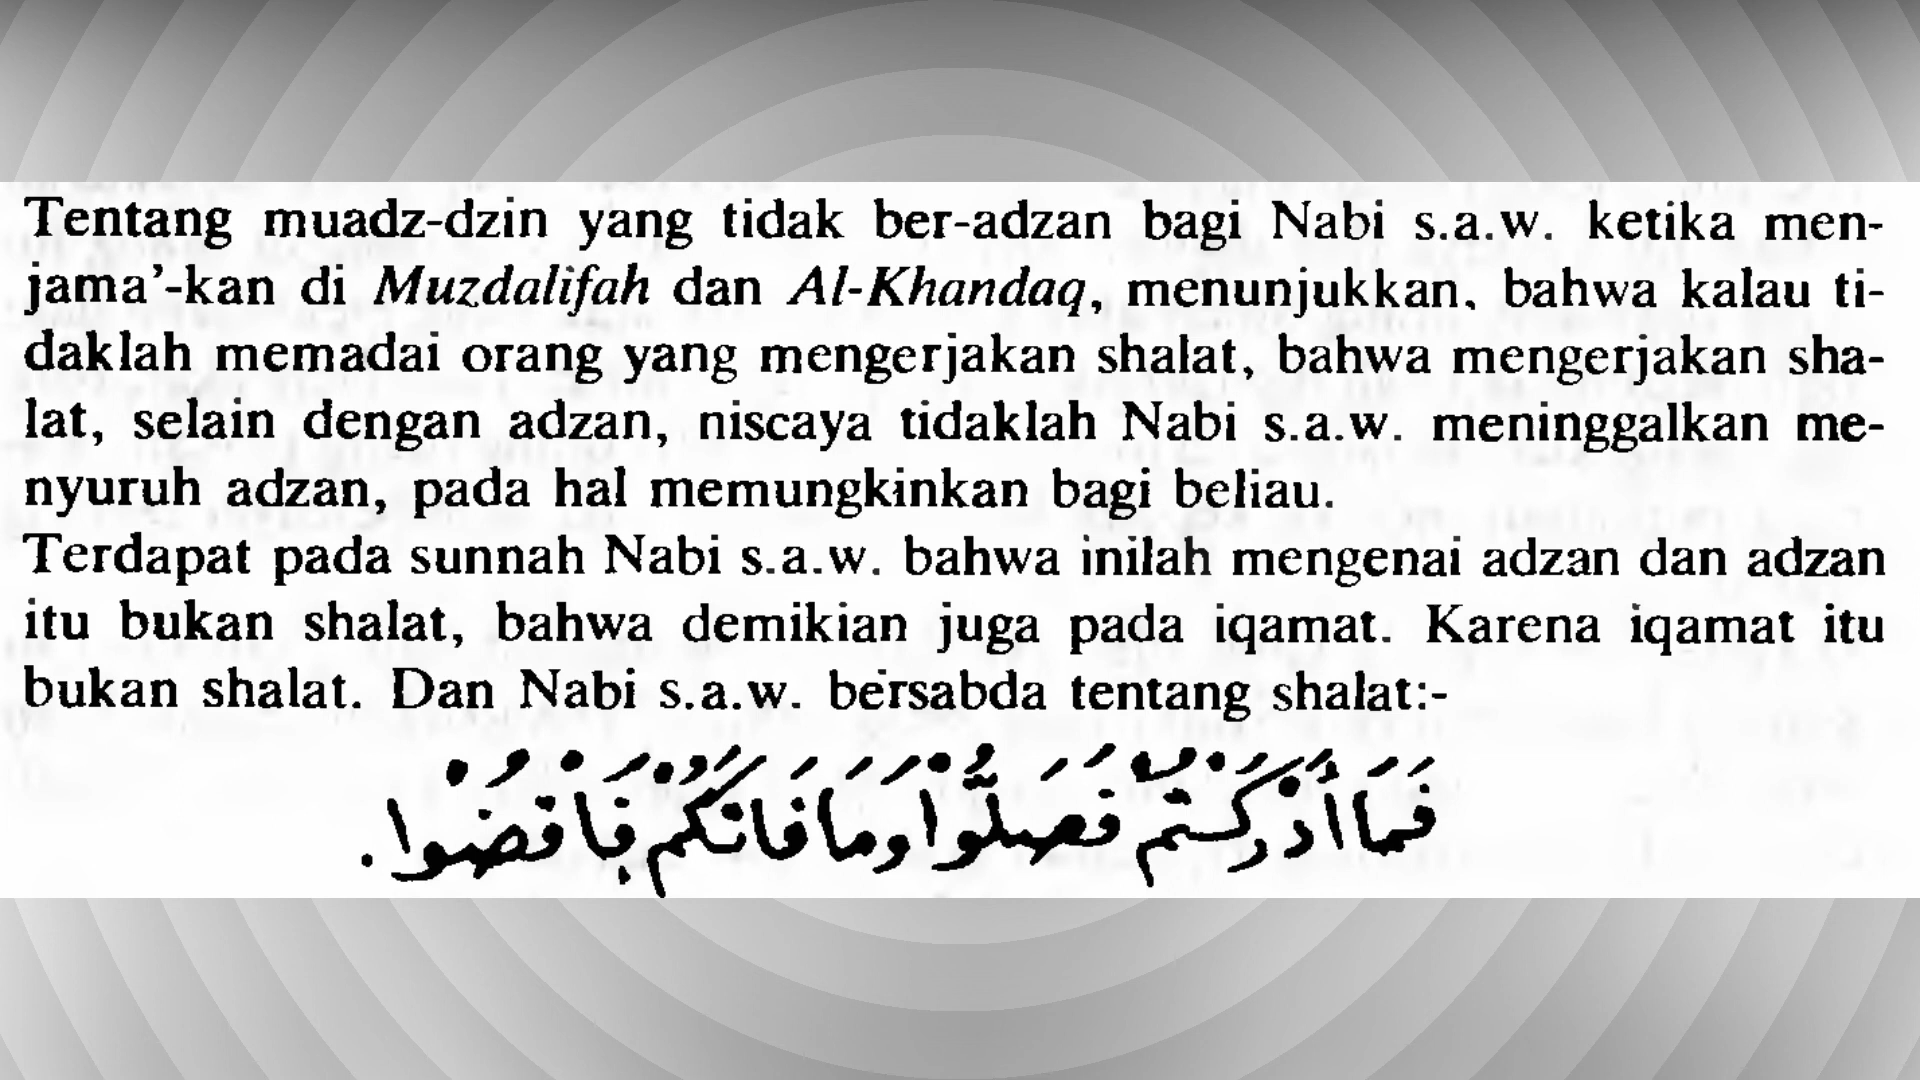 Tentang muadz-dzin yang tidak ber-adzan bagi Nabi s.a.w. ketika men-
jama'-kan di Muzdalifah dan Al-Khandaq, menunjukkan, bahwa kalau ti-
daklah memadai orang yang mengerjakan shalat, bahwa mengerjakan sha-
lat, selain dengan adzan, niscaya tidaklah Nabi s.a.w. meninggalkan me-
nyuruh adzan, pada hal memungkinkan bagi beliau.
Terdapat pada sunnah Nabi s.a.w. bahwa inilah mengenai adzan dan adzan
itu bukan shalat, bahwa demikian juga pada iqamat. Karena iqamat itu
bukan shalat. Dan Nabi s.a.w. bersabda tentang shalat:-
فَمَا أَدْرَكْتُمْ فَصَلُّوْا وَمَا فَاتَكُمْ فَاقْضُوْا.